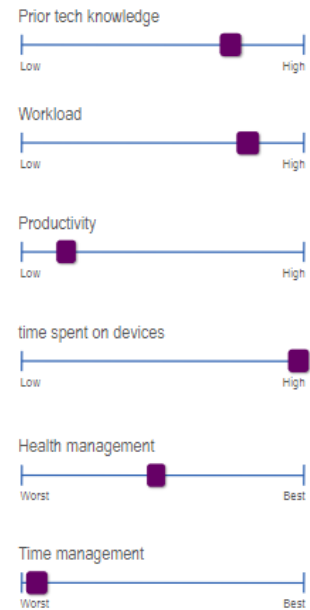 Prior tech knowledge
Low High
Workload
Low High
Productivity
Low High
time spent on devices
Low High
Health management
Worst Best
Time management
Worst Best